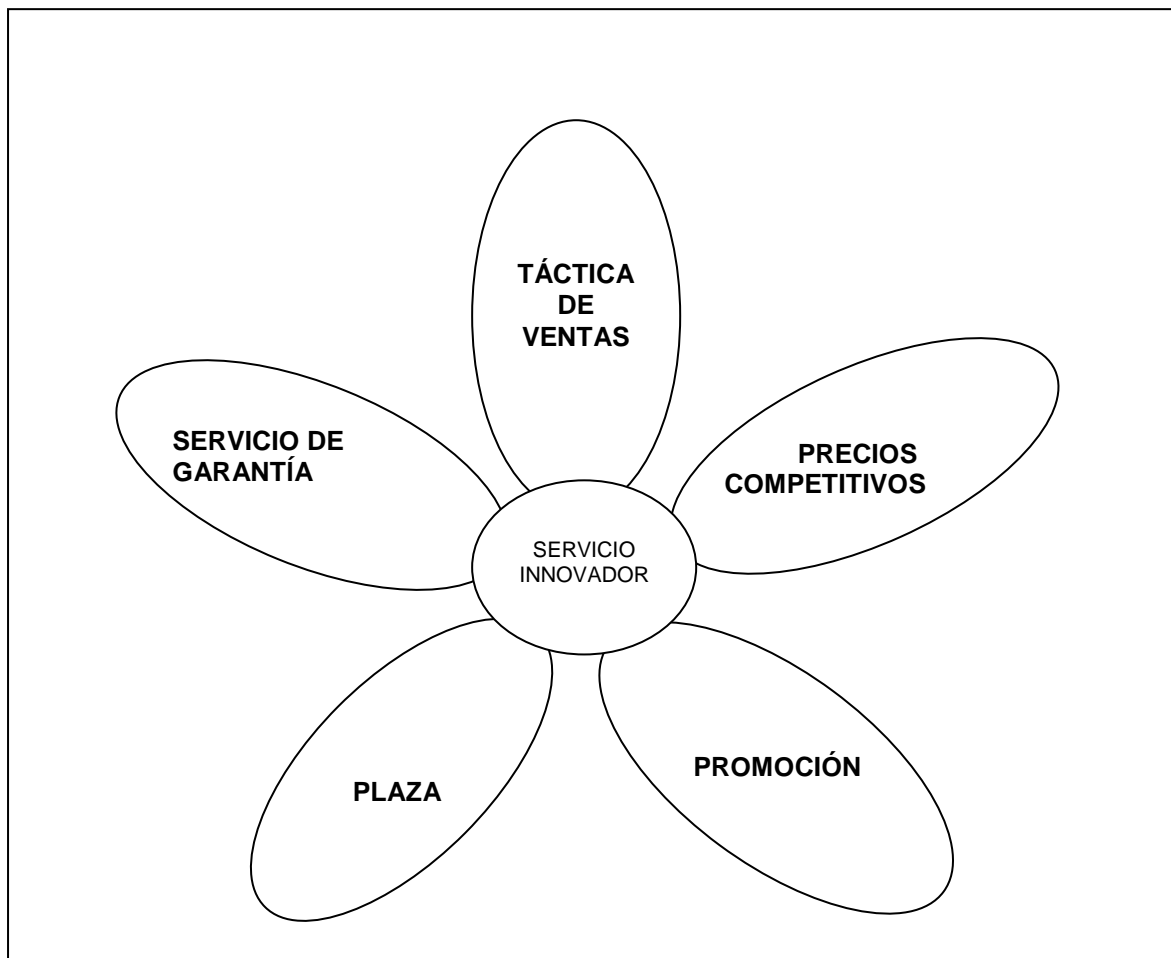 TÁCTICA
DE
VENTAS
SERVICIO DE
GARANTÍA
PRECIOS
COMPETITIVOS
SERVICIO
INNOVADOR
PROMOCIÓN
PLAZA